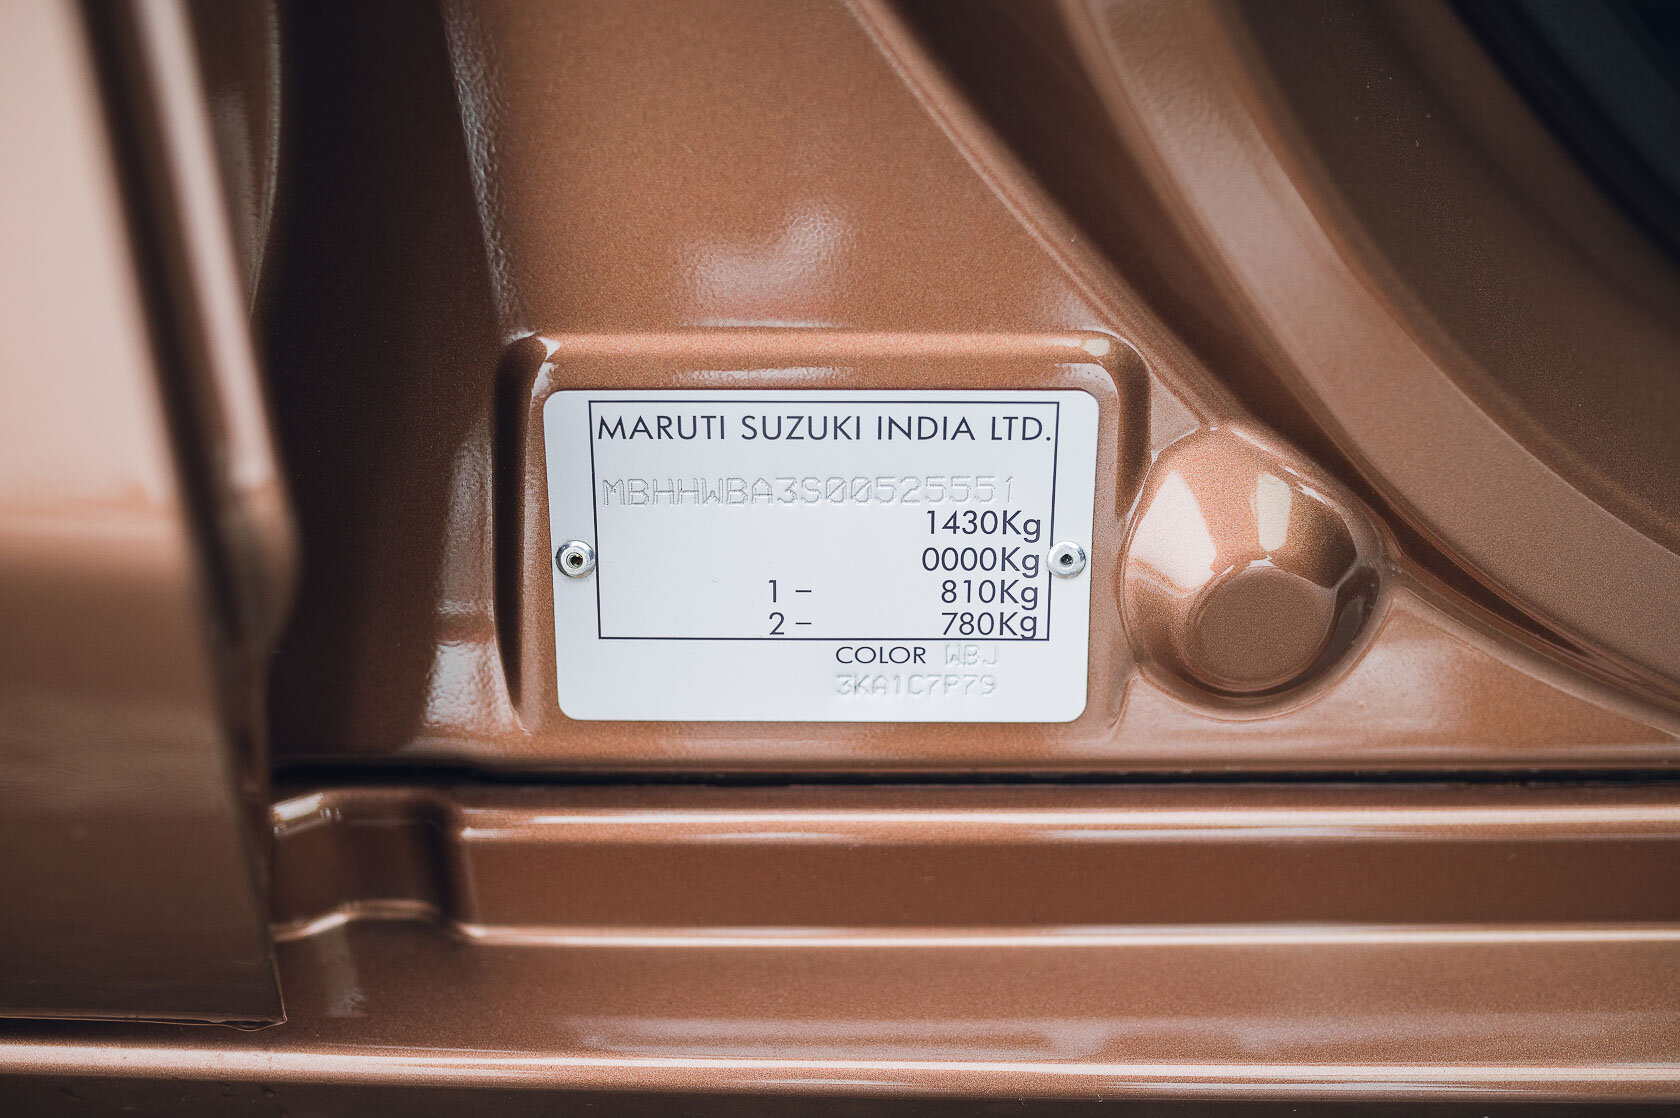 MARUTI SUZUKI INDIA LTD.
MBHHWBA3S00525551
1430Kg
0000Kg
1 – 810Kg
2 – 780Kg
COLOR WBJ
3KA1C7P79